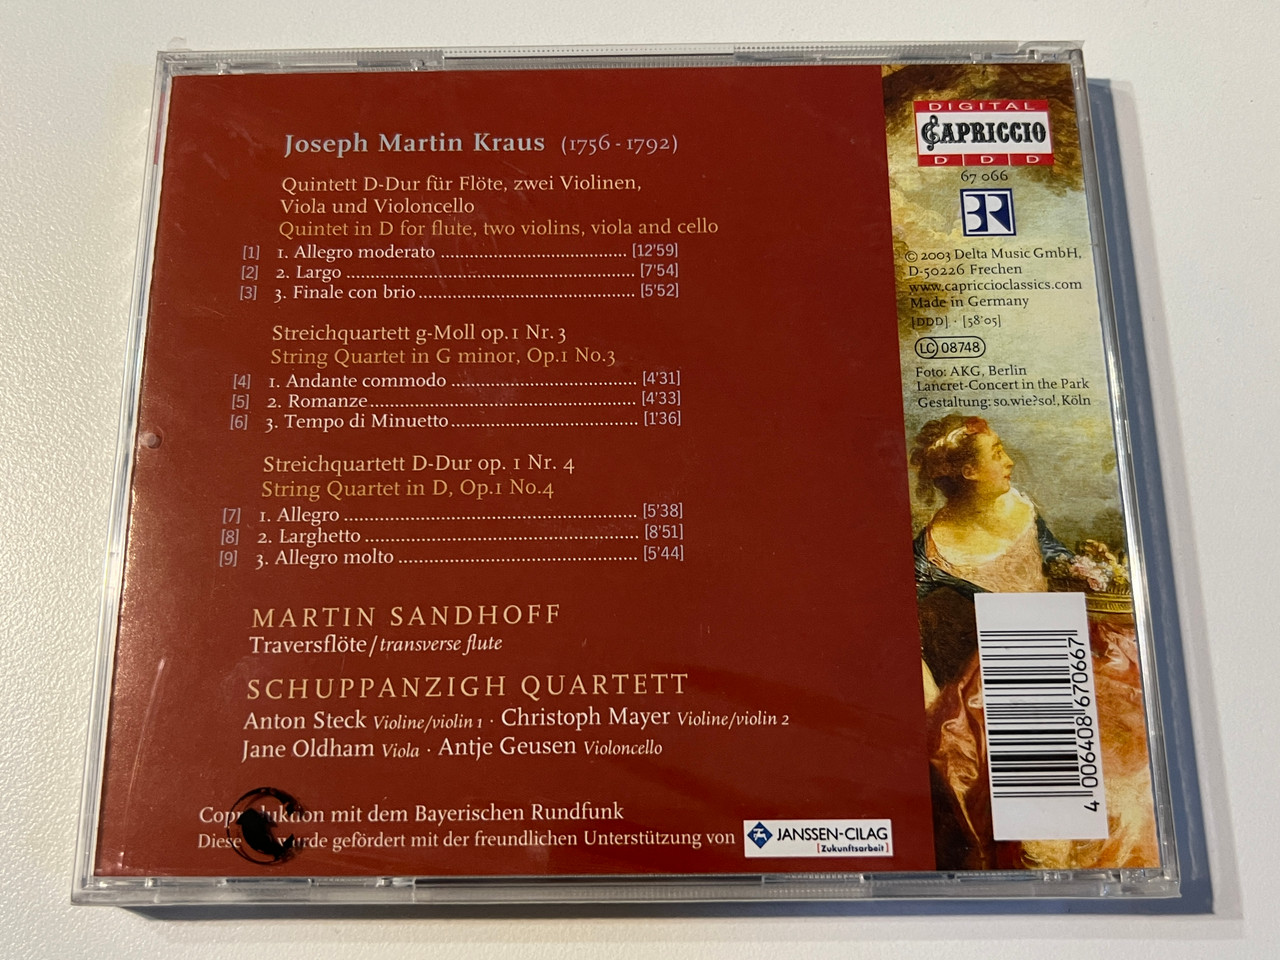 Joseph Martin Kraus (1756 - 1792)
Quintett D-Dur für Flöte, zwei Violinen,
Viola und Violoncello
Quintet in D for flute, two violins, viola and cello
[1] 1. Allegro moderato [12'59]
[2] 2. Largo [7'54]
[3] 3. Finale con brio [5'52]
Streichquartett g-Moll op.1 Nr. 3
String Quartet in G minor, Op.1 No.3
[4] 1. Andante commodo [4'31]
[5] 2. Romanze [4'33]
[6] 3. Tempo di Minuetto [1'36]
Streichquartett D-Dur op. 1 Nr. 4
String Quartet in D, Op.1 No.4
[7] 1. Allegro [5'38]
[8] 2. Larghetto [8'51]
[9] 3. Allegro molto [5'44]
MARTIN SANDHOFF
Traversflöte/transverse flute
SCHUPPANZIGH QUARTETT
Anton Steck Violine/violin 1 · Christoph Mayer Violine/violin 2
Jane Oldham Viola · Antje Geusen Violoncello
Coproduktion mit dem Bayerischen Rundfunk
Diese wurde gefördert mit der freundlichen Unterstützung von
JANSSEN-CILAG
[Zukunftsarbeit]
DIGITAL
CAPRICCIO
D D D
67 066
BR
© 2003 Delta Music GmbH,
D-50226 Frechen
www.capriccioclassics.com
Made in Germany
[DDD] · [58'05]
LC 08748
Foto: AKG, Berlin
Lancret-Concert in the Park
Gestaltung: so.wie?so!, Köln
4 006408 670667